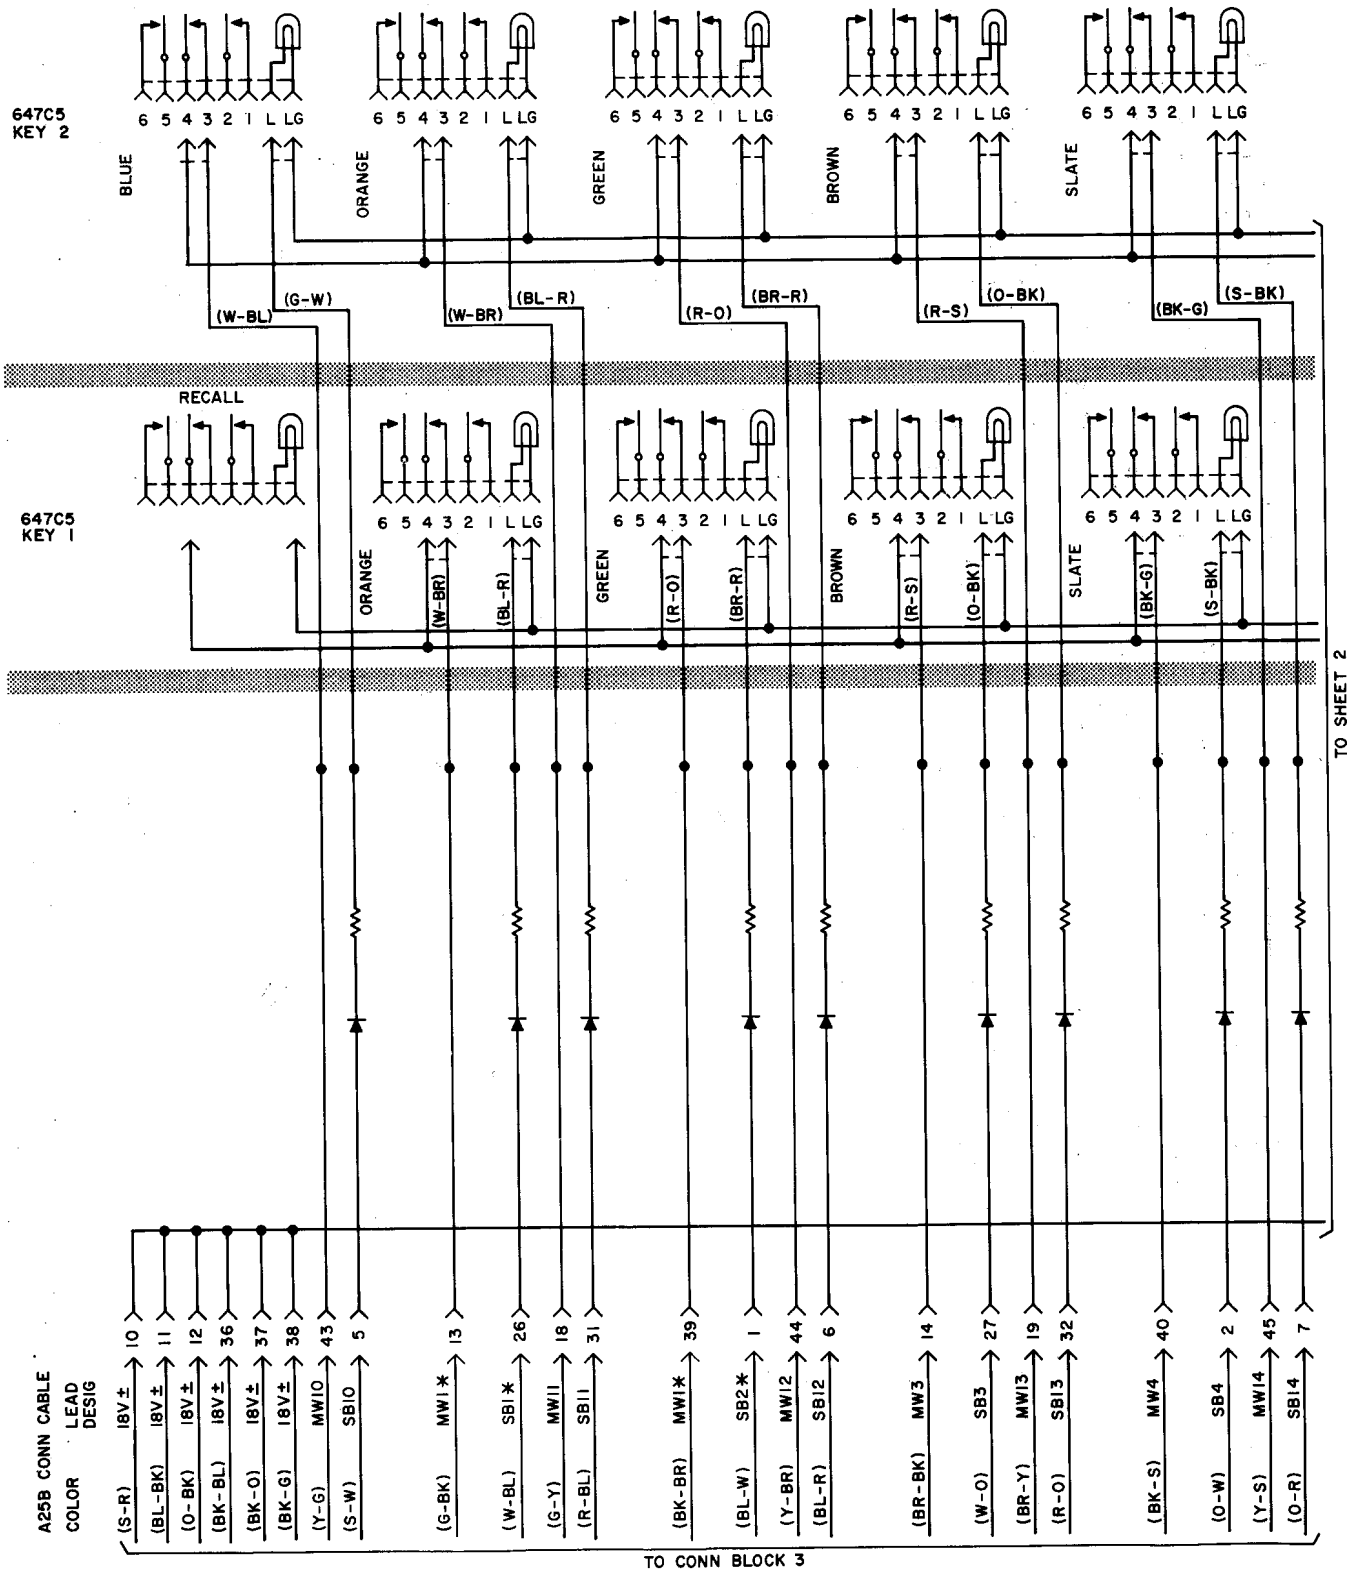 647C5
KEY 2
6 5 4 3 2 1 L LG
6 5 4 3 2 1 L LG
6 5 4 3 2 1 L LG
6 5 4 3 2 1 L LG
6 5 4 3 2 1 L LG
BLUE
ORANGE
GREEN
BROWN
SLATE
(W-BL)
(G-W)
(W-BR)
(BL-R)
(R-O)
(BR-R)
(R-S)
(O-BK)
(BK-G)
(S-BK)
RECALL
647C5
KEY 1
6 5 4 3 2 1 L LG
6 5 4 3 2 1 L LG
6 5 4 3 2 1 L LG
6 5 4 3 2 1 L LG
ORANGE
(W-BR)
(BL-R)
GREEN
(R-O)
(BR-R)
BROWN
(R-S)
(O-BK)
SLATE
(BK-G)
(S-BK)
TO SHEET 2
A25B CONN CABLE
COLOR
LEAD
DESIG
(S-R) 18V± 10
(BL-BK) 18V± 11
(O-BK) 18V± 12
(BK-BL) 18V± 36
(BK-O) 18V± 37
(BK-G) 18V± 38
(Y-G) MW10 43
(S-W) SB10 5
(G-BK) MW1* 13
(W-BL) SB1* 26
(G-Y) MW11 18
(R-BL) SB11 31
(BK-BR) MW1* 39
(BL-W) SB2* 1
(Y-BR) MW12 44
(BL-R) SB12 6
(BR-BK) MW3 14
(W-O) SB3 27
(BR-Y) MW13 19
(R-O) SB13 32
(BK-S) MW4 40
(O-W) SB4 2
(Y-S) MW14 45
(O-R) SB14 7
TO CONN BLOCK 3